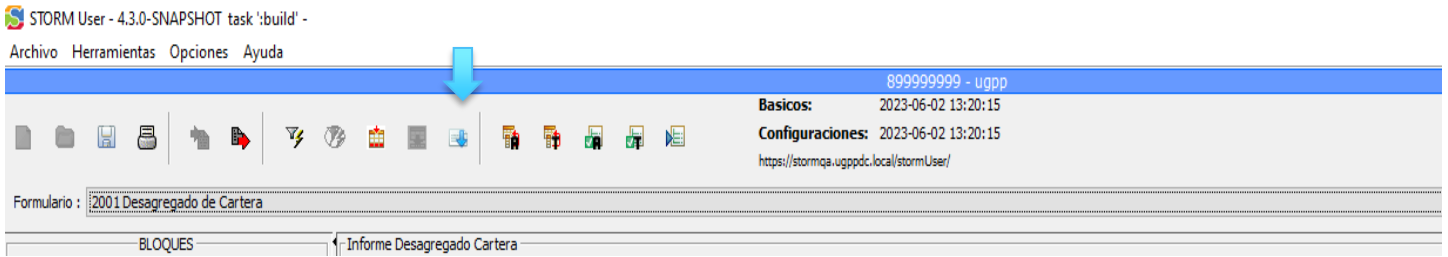 STORM User - 4.3.0-SNAPSHOT task ':build' -
Archivo Herramientas Opciones Ayuda
899999999 - ugpp
Basicos: 2023-06-02 13:20:15
Configuraciones: 2023-06-02 13:20:15
https://stormqa.ugppdc.local/stormUser/
Formulario : 2001 Desagregado de Cartera
BLOQUES Informe Desagregado Cartera